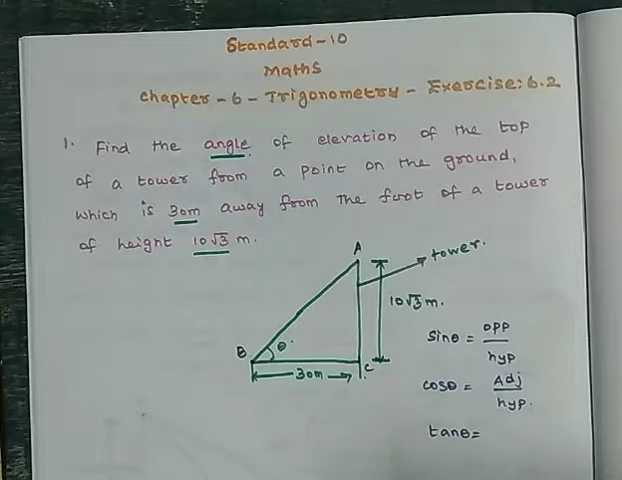 Standard-10
Maths
Chapter-6-Trigonometry-Exercise:6.2
1. Find the angle of elevation of the top
of a tower from a point on the ground,
which is 30m away from the foot of a tower
of height 10√3 m.
A
tower.
10√3 m.
B
θ
C
30m
sinθ = opp/hyp
cosθ = Adj/hyp.
tanθ=